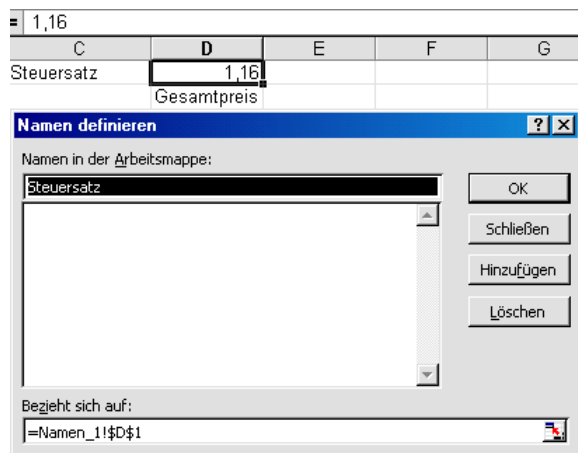 = 1,16
C D E F G
Steuersatz 1,16
Gesamtpreis
Namen definieren ? X
Namen in der Arbeitsmappe:
Steuersatz
OK
Schließen
Hinzufügen
Löschen
Bezieht sich auf:
=Namen_1!$D$1